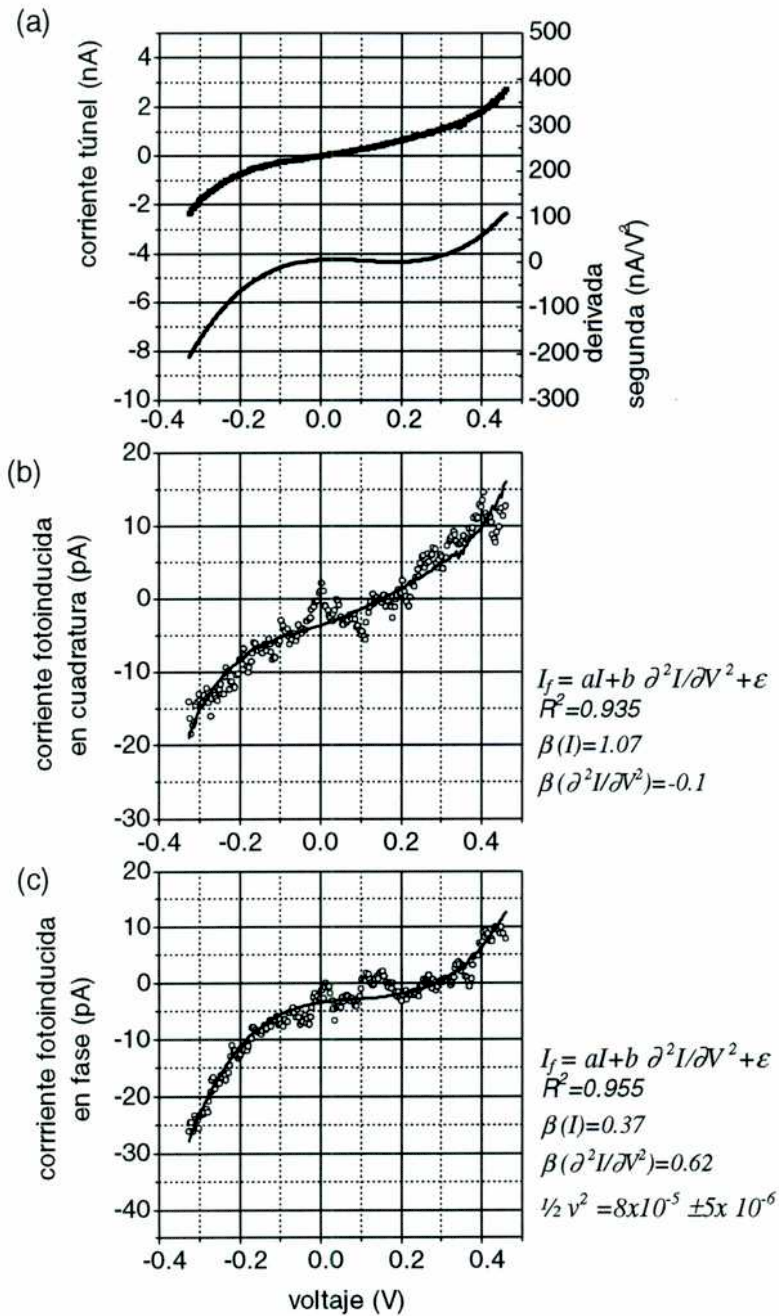 (a)
corriente túnel (nA)
4
2
0
-2
-4
-6
-8
-10
500
400
300
200
100
0
-100
-200
-300
derivada
segunda (nA/V²)
-0.4 -0.2 0.0 0.2 0.4
(b)
corriente fotoinducida
en cuadratura (pA)
20
10
0
-10
-20
-30
-0.4 -0.2 0.0 0.2 0.4
I_f = aI+b ∂²I/∂V²+ε
R²=0.935
β(I)=1.07
β(∂²I/∂V²)=-0.1
(c)
corrriente fotoinducida
en fase (pA)
20
10
0
-10
-20
-30
-40
-0.4 -0.2 0.0 0.2 0.4
voltaje (V)
I_f = aI+b ∂²I/∂V²+ε
R²=0.955
β(I)=0.37
β(∂²I/∂V²)=0.62
½ v² =8x10⁻⁵ ±5x 10⁻⁶